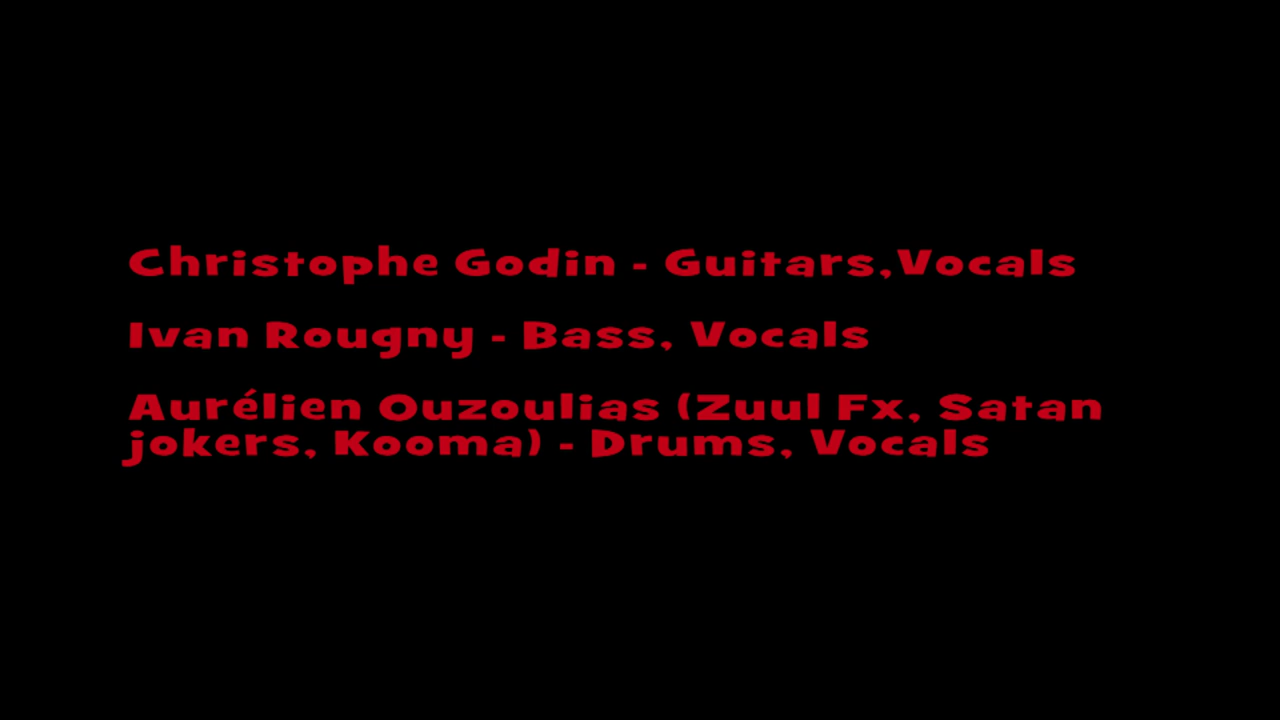 Christophe Godin - Guitars,Vocals
Ivan Rougny - Bass, Vocals
Aurélien Ouzoulias (Zuul Fx, Satan
jokers, Kooma) - Drums, Vocals